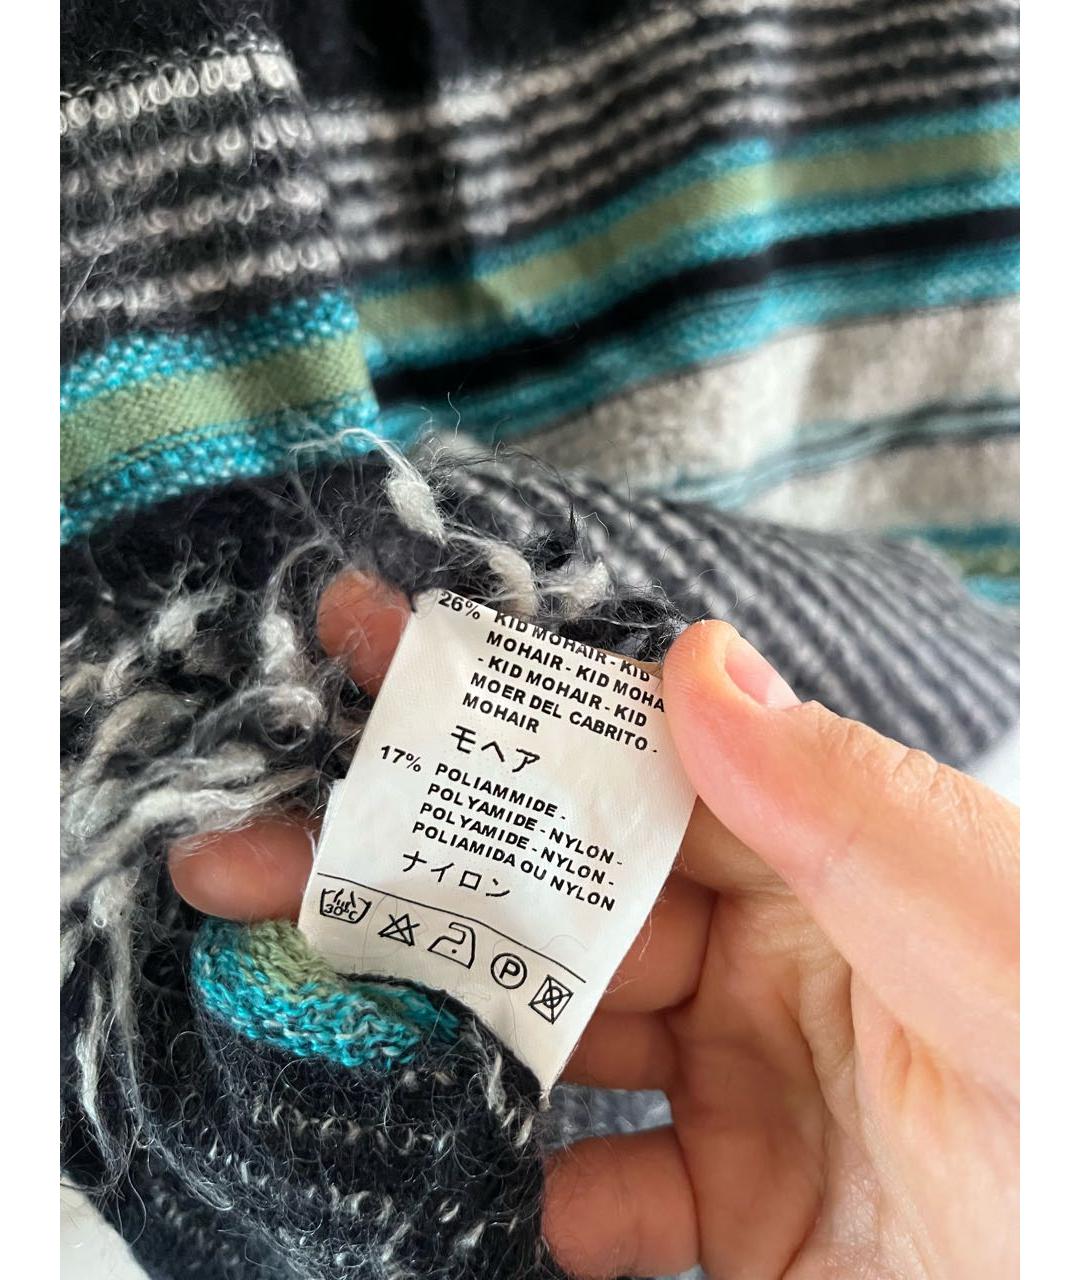 26% KID MOHAIR - KID
MOHAIR - KID MOHA
- KID MOHAIR - KID
MOER DEL CABRITO -
MOHAIR
モヘア
17% POLIAMMIDE -
POLYAMIDE - NYLON -
POLYAMIDE - NYLON -
POLIAMIDA OU NYLON
ナイロン
30°C
P